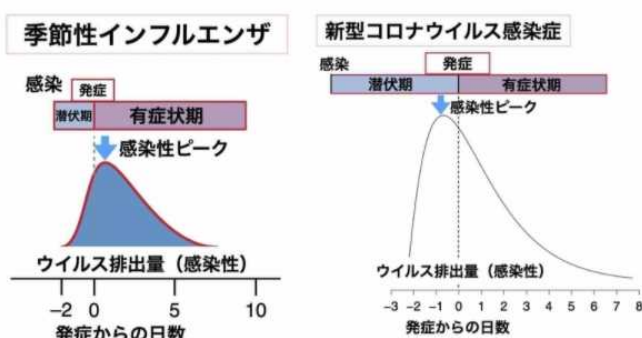 季節性インフルエンザ
感染
発症
潜伏期
有症状期
感染性ピーク
ウイルス排出量（感染性）
−2 0 5 10
発症からの日数
新型コロナウイルス感染症
感染
発症
潜伏期
有症状期
感染性ピーク
ウイルス排出量（感染性）
−3 −2 −1 0 1 2 3 4 5 6 7 8
発症からの日数